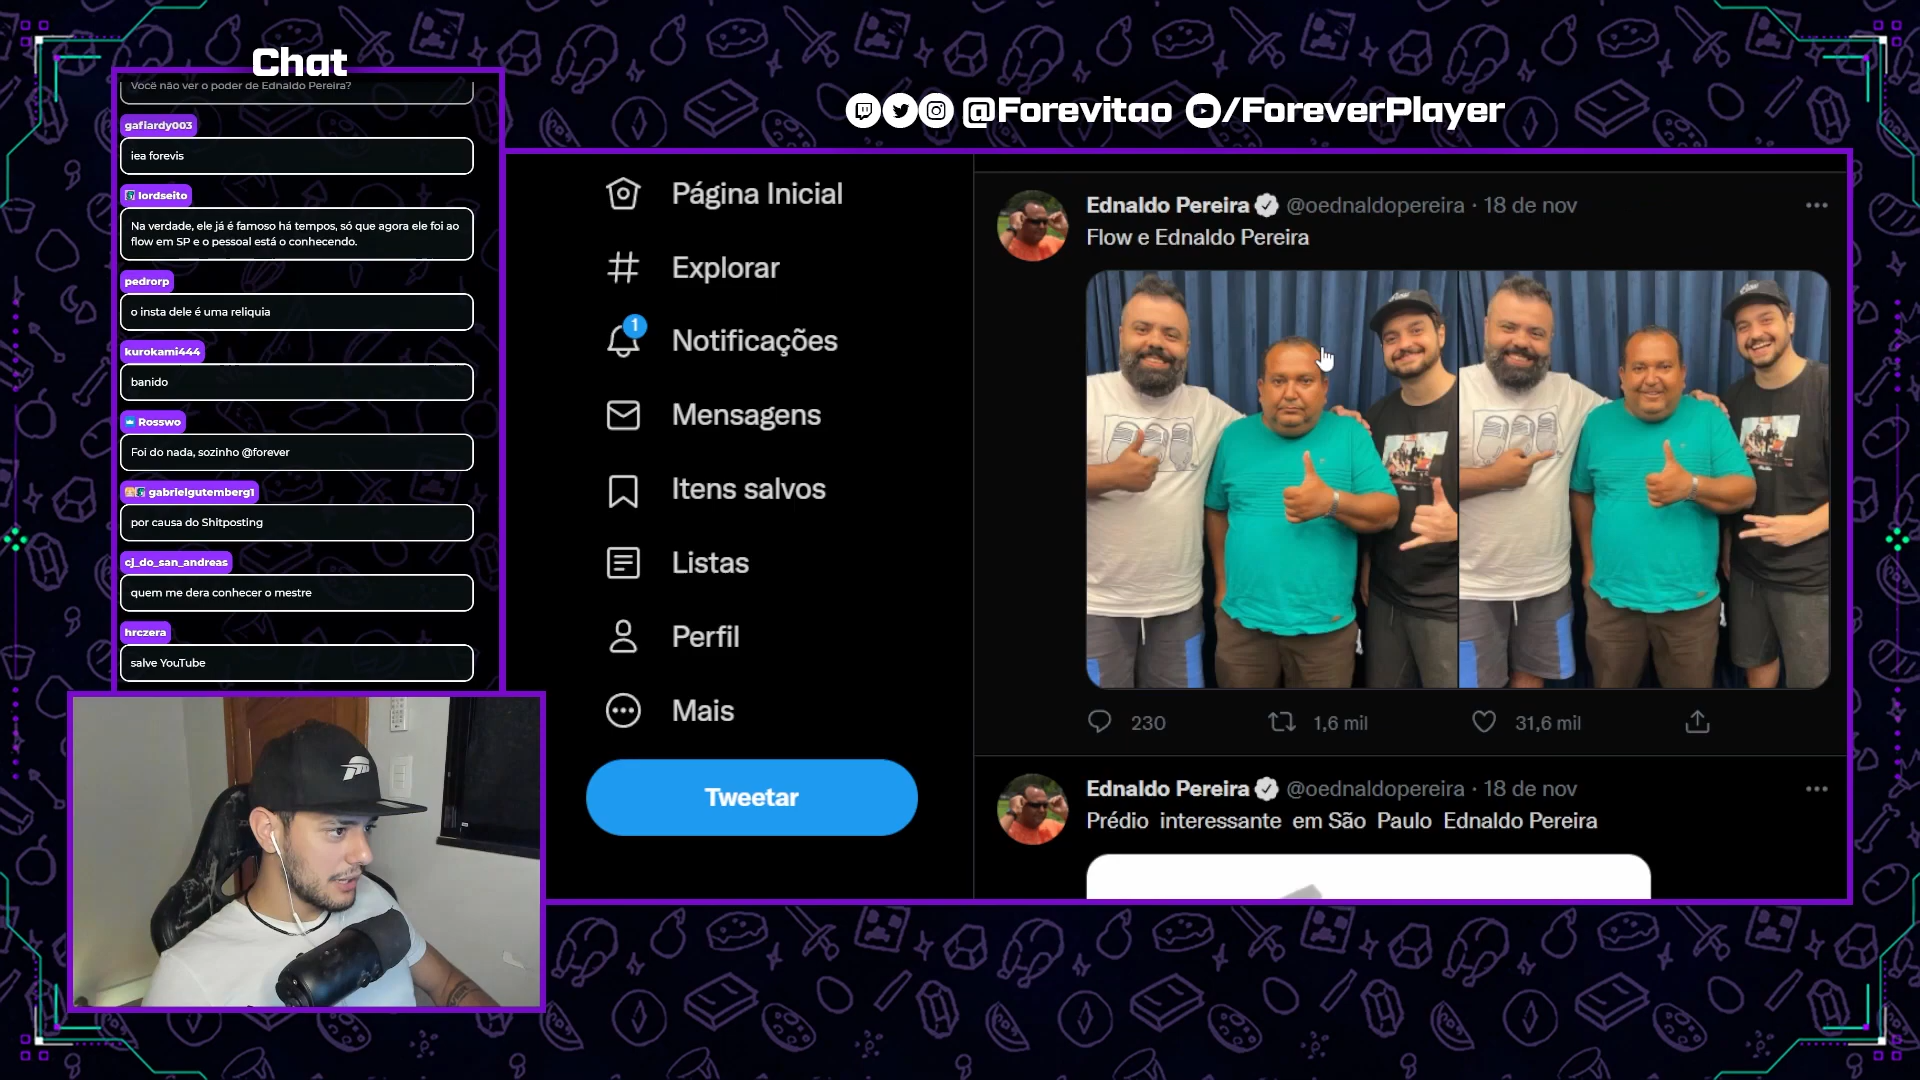 Chat
Você não ver o poder de Ednaldo Pereira?
gafiardy003
iea forevis
lordseito
Na verdade, ele já é famoso há tempos, só que agora ele foi ao
flow em SP e o pessoal está o conhecendo.
pedrorp
o insta dele é uma reliquia
kurokami444
banido
Rosswo
Foi do nada, sozinho @forever
gabrielgutemberg1
por causa do Shitposting
cj_do_san_andreas
quem me dera conhecer o mestre
hrczera
salve YouTube
@Forevitao /ForeverPlayer
Página Inicial
Explorar
1
Notificações
Mensagens
Itens salvos
Listas
Perfil
Mais
Tweetar
Ednaldo Pereira @oednaldopereira · 18 de nov
Flow e Ednaldo Pereira
230 1,6 mil 31,6 mil
Ednaldo Pereira @oednaldopereira · 18 de nov
Prédio interessante em São Paulo Ednaldo Pereira